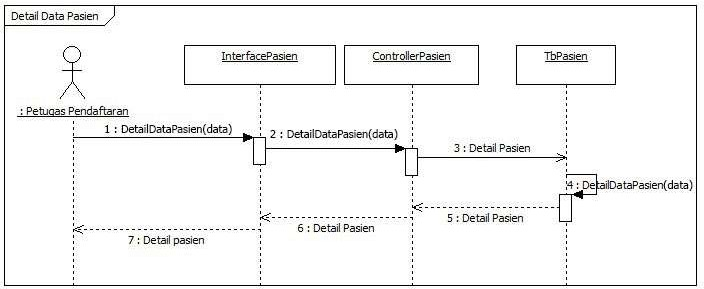 Detail Data Pasien
InterfacePasien
ControllerPasien
TbPasien
: Petugas Pendaftaran
1 : DetailDataPasien(data)
2 : DetailDataPasien(data)
3 : Detail Pasien
4 : DetailDataPasien(data)
5 : Detail Pasien
6 : Detail Pasien
7 : Detail pasien